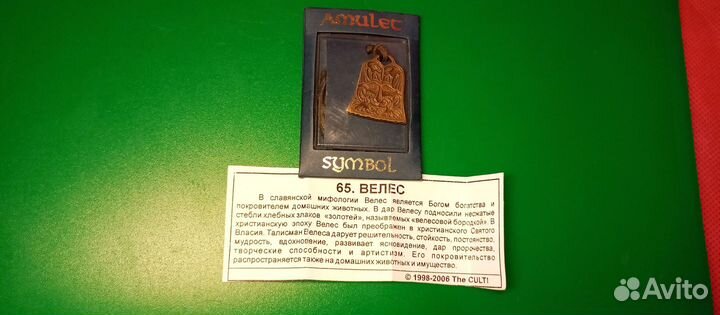 Amulet
Symbol
65. ВЕЛЕС
В славянской мифологии Велес является Богом богатства и
покровителем домашних животных. В дар Велесу подносили несжатые
стебли хлебных злаков «золотей», называемых «велесовой бородкой». В
христианскую эпоху Велес был преображен в христианского Святого
Власия. Талисман Велеса дарует решительность, стойкость, постоянство,
мудрость, вдохновение, развивает ясновидение, дар пророчества,
творческие способности и артистизм. Его покровительство
распространяется также на домашних животных и имущество.
© 1998-2006 The CULT!
Avito